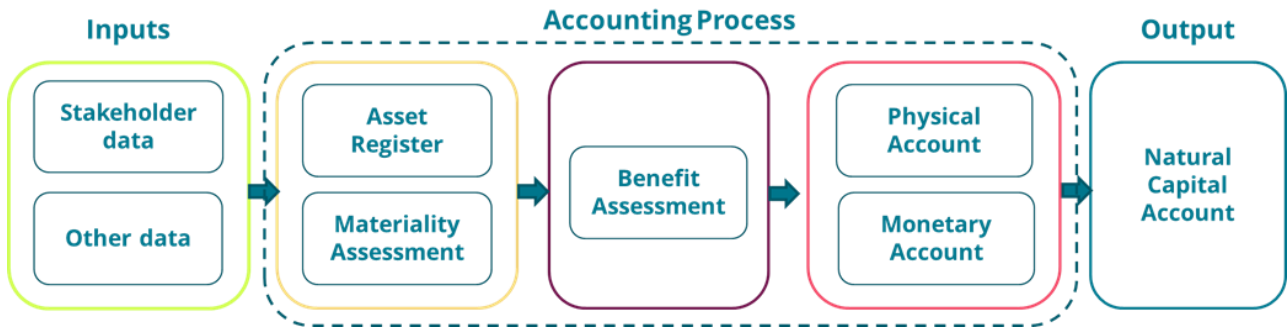 Accounting Process
Inputs
Output
Stakeholder
data
Other data
Asset
Register
Materiality
Assessment
Benefit
Assessment
Physical
Account
Monetary
Account
Natural
Capital
Account